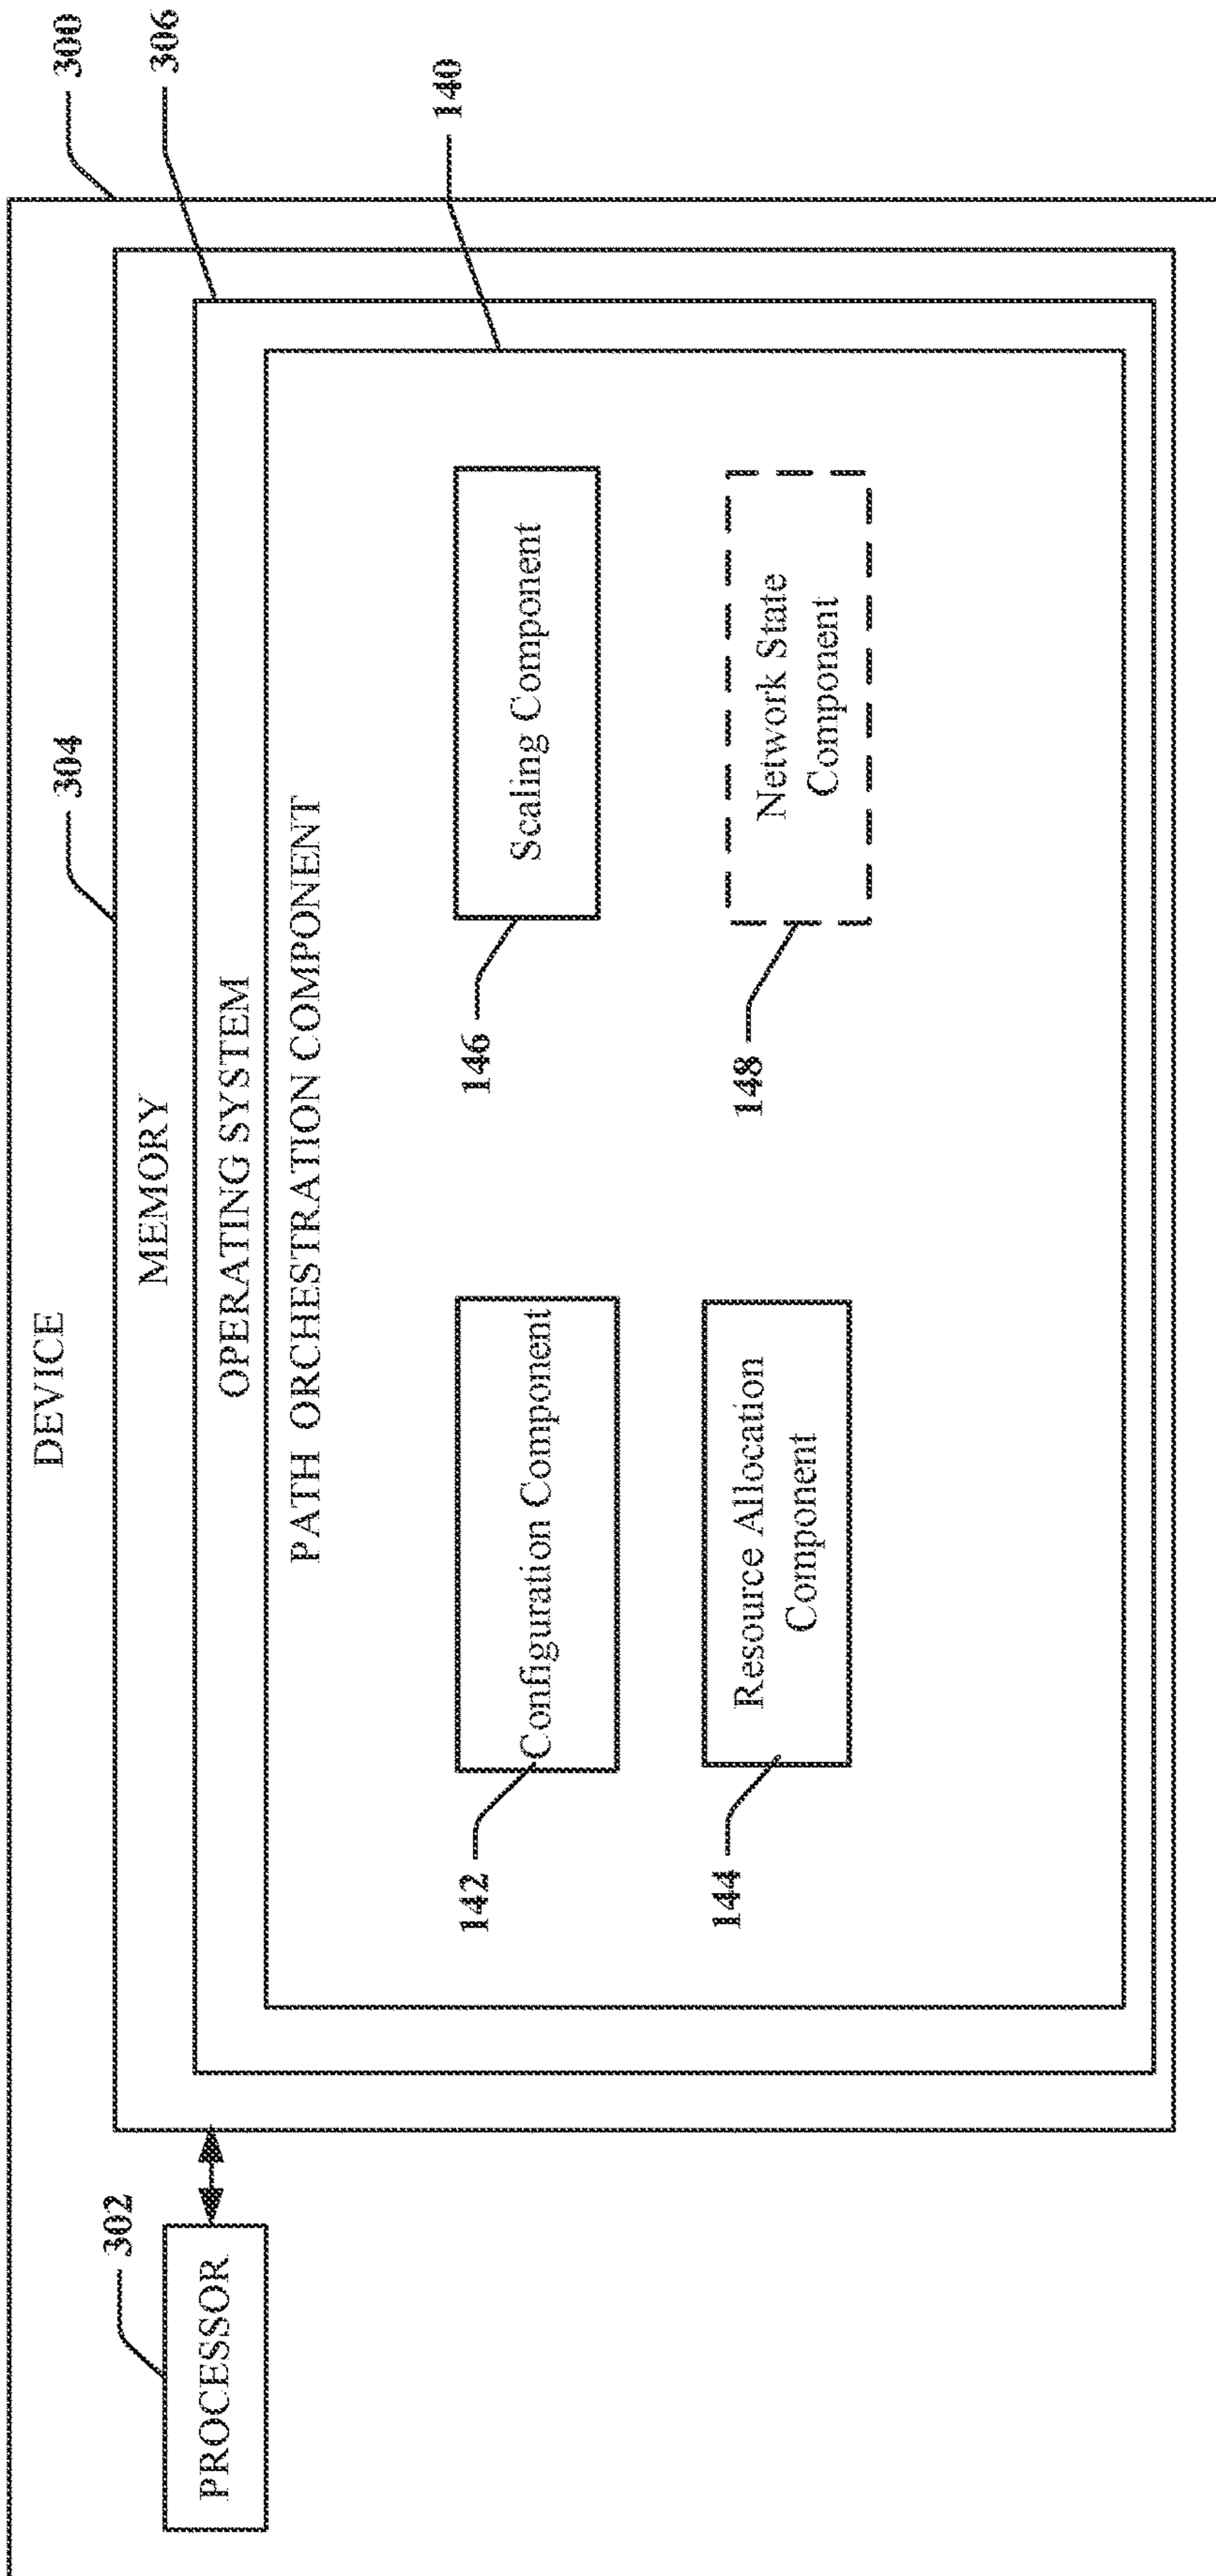 300
306
DEVICE
304
MEMORY
302
PROCESSOR
OPERATING SYSTEM
PATH ORCHESTRATION COMPONENT
140
142
Configuration Component
146
Scaling Component
144
Resource Allocation
Component
148
Network State
Component